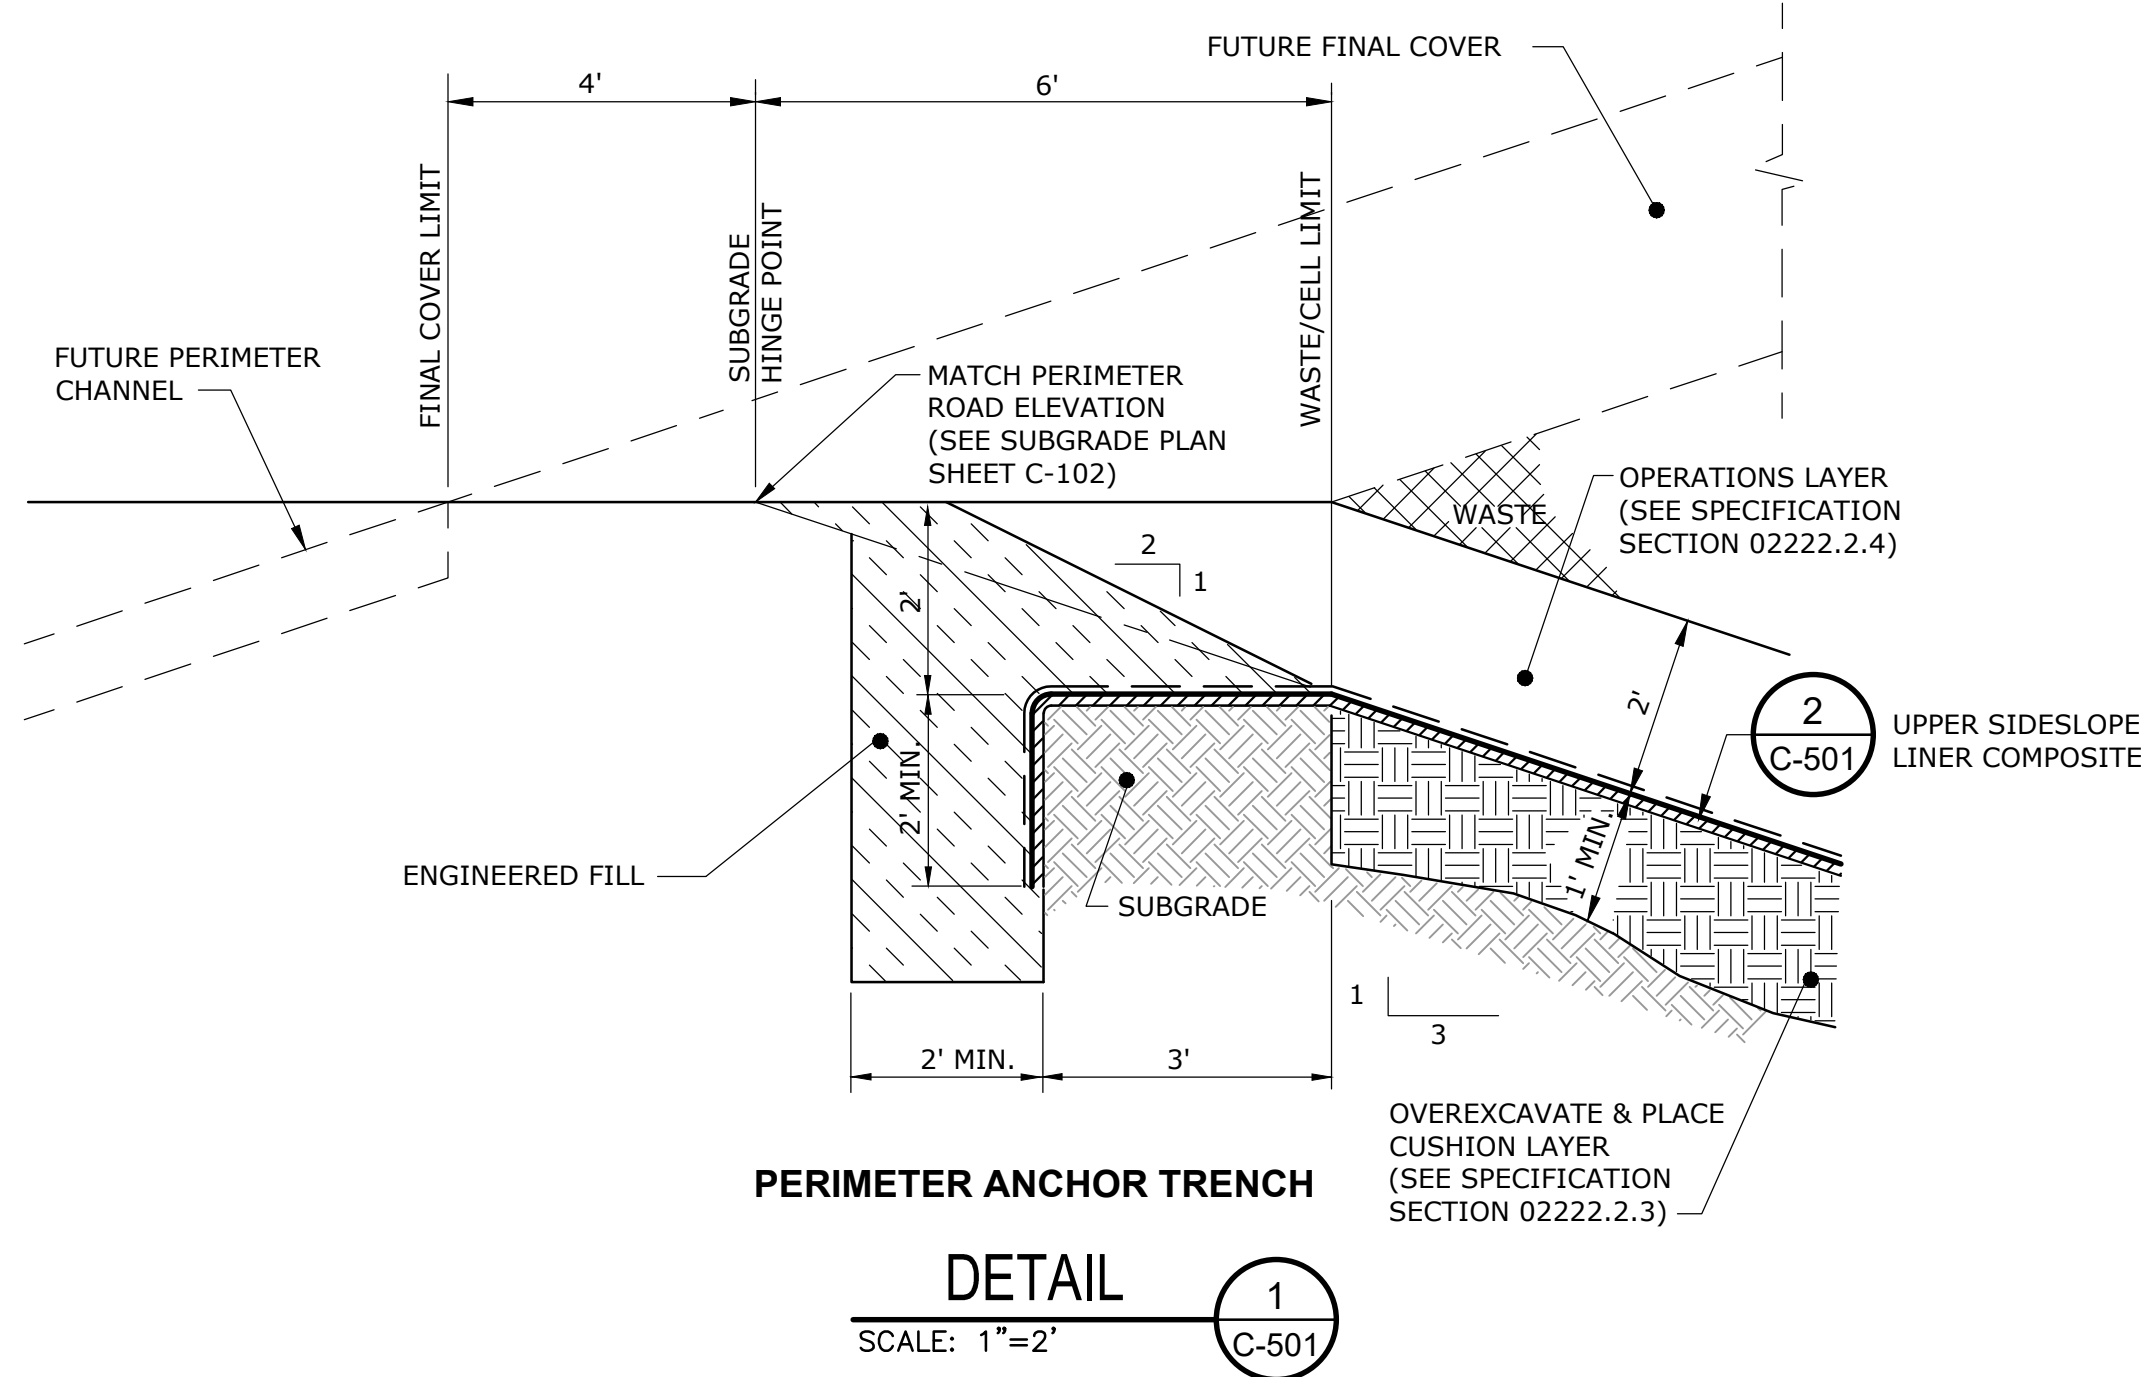 FUTURE FINAL COVER
4'
6'
FINAL COVER LIMIT
SUBGRADE
HINGE POINT
WASTE/CELL LIMIT
FUTURE PERIMETER
CHANNEL
MATCH PERIMETER
ROAD ELEVATION
(SEE SUBGRADE PLAN
SHEET C-102)
OPERATIONS LAYER
(SEE SPECIFICATION
SECTION 02222.2.4)
WASTE
2
1
2'
2'
2
C-501
UPPER SIDESLOPE
LINER COMPOSITE
2' MIN.
1' MIN.
ENGINEERED FILL
SUBGRADE
1
3
2' MIN.
3'
OVEREXCAVATE & PLACE
CUSHION LAYER
(SEE SPECIFICATION
SECTION 02222.2.3)
PERIMETER ANCHOR TRENCH
DETAIL
1
C-501
SCALE: 1"=2'